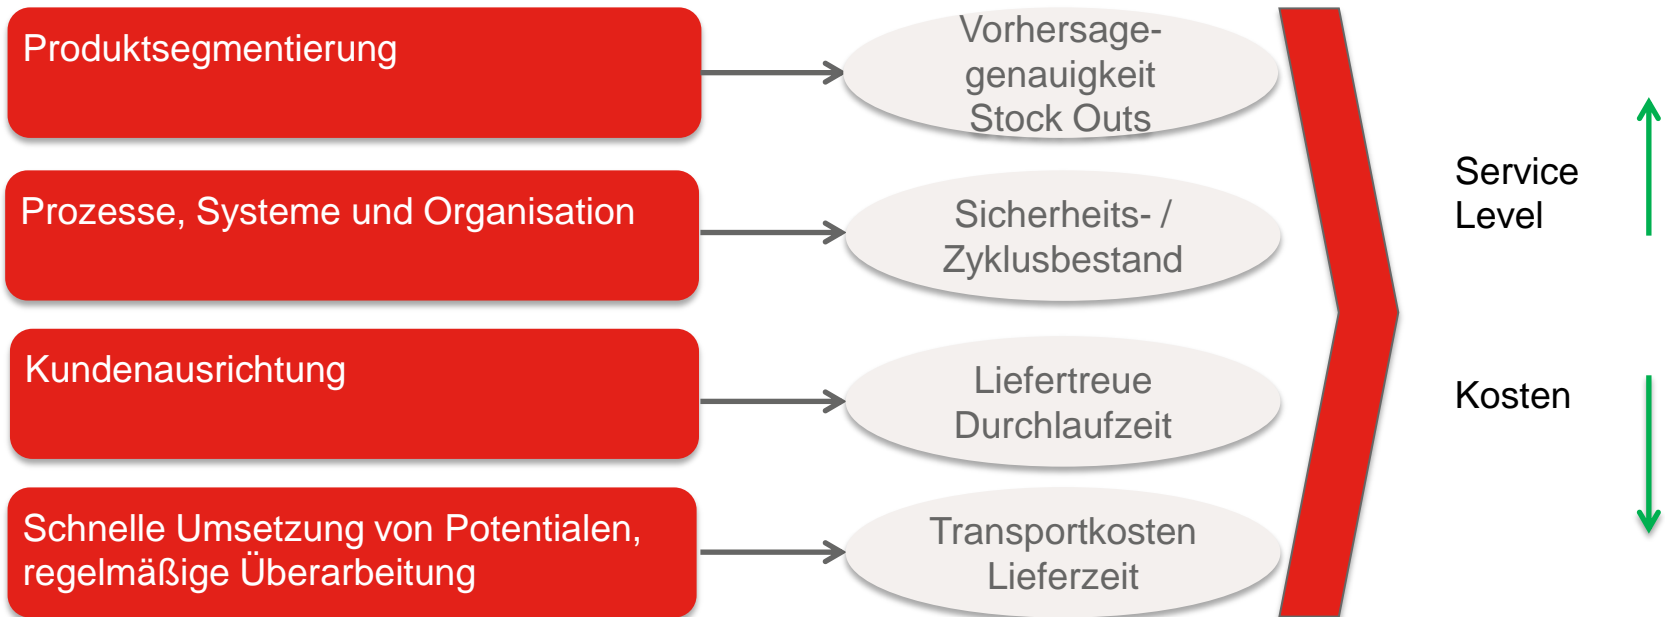 Produktsegmentierung
Vorhersage-
genauigkeit
Stock Outs
Prozesse, Systeme und Organisation
Sicherheits- /
Zyklusbestand
Kundenausrichtung
Liefertreue
Durchlaufzeit
Schnelle Umsetzung von Potentialen,
regelmäßige Überarbeitung
Transportkosten
Lieferzeit
Service
Level
Kosten